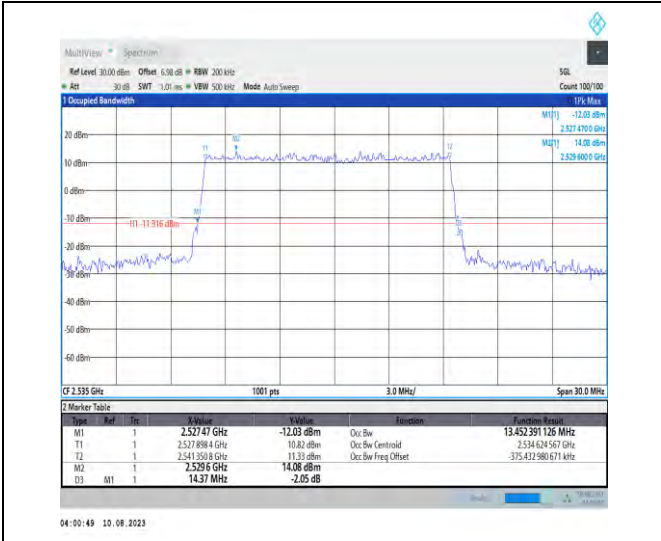 MultiView Spectrum
Ref Level 30.00 dBm Offset 6.98 dB RBW 200 kHz SGL
Att 30 dB SWT 1.01 ms VBW 500 kHz Mode Auto Sweep Count 100/100
1 Occupied Bandwidth 1Pk Max
M1[1] -12.03 dBm
2.527 470 0 GHz
M2[1] 14.08 dBm
2.529 600 0 GHz
20 dBm
M2
T1 T2
10 dBm
0 dBm
-10 dBm
M1
H1 -11.916 dBm
D3
-20 dBm
-30 dBm
-40 dBm
-50 dBm
-60 dBm
CF 2.535 GHz 1001 pts 3.0 MHz/ Span 30.0 MHz
2 Marker Table
Type Ref Trc X-Value Y-Value Function Function Result
M1 1 2.527 47 GHz -12.03 dBm Occ Bw 13.452 391 126 MHz
T1 1 2.527 898 4 GHz 10.82 dBm Occ Bw Centroid 2.534 624 567 GHz
T2 1 2.541 350 8 GHz 11.33 dBm Occ Bw Freq Offset -375.432 980 671 kHz
M2 1 2.529 6 GHz 14.08 dBm
D3 M1 1 14.37 MHz -2.05 dB
04:00:49 10.08.2023